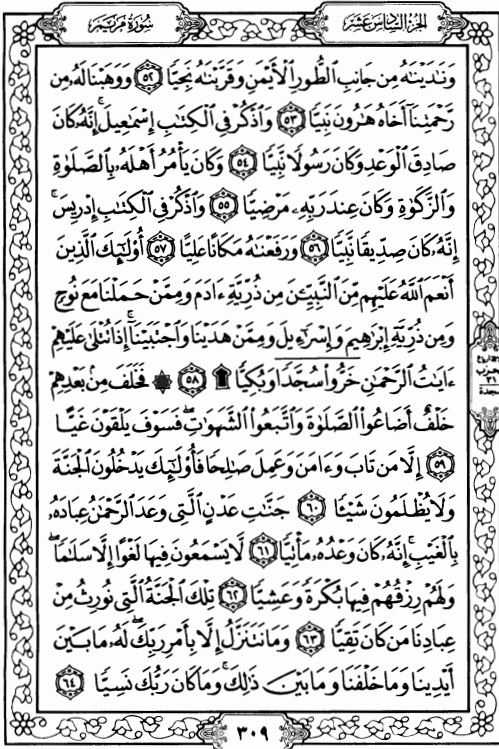 الجزء السادس عشر
سورة مريم
وَنَٰدَيْنَٰهُ مِن جَانِبِ ٱلطُّورِ ٱلْأَيْمَنِ وَقَرَّبْنَٰهُ نَجِيًّا ٥٢ وَوَهَبْنَا لَهُۥ مِن
رَّحْمَتِنَآ أَخَاهُ هَٰرُونَ نَبِيًّا ٥٣ وَٱذْكُرْ فِى ٱلْكِتَٰبِ إِسْمَٰعِيلَ ۚ إِنَّهُۥ كَانَ
صَادِقَ ٱلْوَعْدِ وَكَانَ رَسُولًا نَّبِيًّا ٥٤ وَكَانَ يَأْمُرُ أَهْلَهُۥ بِٱلصَّلَوٰةِ
وَٱلزَّكَوٰةِ وَكَانَ عِندَ رَبِّهِۦ مَرْضِيًّا ٥٥ وَٱذْكُرْ فِى ٱلْكِتَٰبِ إِدْرِيسَ ۚ
إِنَّهُۥ كَانَ صِدِّيقًا نَّبِيًّا ٥٦ وَرَفَعْنَٰهُ مَكَانًا عَلِيًّا ٥٧ أُو۟لَٰٓئِكَ ٱلَّذِينَ
أَنْعَمَ ٱللَّهُ عَلَيْهِم مِّنَ ٱلنَّبِيِّۦنَ مِن ذُرِّيَّةِ ءَادَمَ وَمِمَّنْ حَمَلْنَا مَعَ نُوحٍ
وَمِن ذُرِّيَّةِ إِبْرَٰهِيمَ وَإِسْرَٰٓءِيلَ وَمِمَّنْ هَدَيْنَا وَٱجْتَبَيْنَآ ۚ إِذَا تُتْلَىٰ عَلَيْهِمْ
ءَايَٰتُ ٱلرَّحْمَٰنِ خَرُّوا۟ سُجَّدًا وَبُكِيًّا ۩ ٥٨ ۞ فَخَلَفَ مِنۢ بَعْدِهِمْ
خَلْفٌ أَضَاعُوا۟ ٱلصَّلَوٰةَ وَٱتَّبَعُوا۟ ٱلشَّهَوَٰتِ ۖ فَسَوْفَ يَلْقَوْنَ غَيًّا
٥٩ إِلَّا مَن تَابَ وَءَامَنَ وَعَمِلَ صَٰلِحًا فَأُو۟لَٰٓئِكَ يَدْخُلُونَ ٱلْجَنَّةَ
وَلَا يُظْلَمُونَ شَيْـًٔا ٦٠ جَنَّٰتِ عَدْنٍ ٱلَّتِى وَعَدَ ٱلرَّحْمَٰنُ عِبَادَهُۥ
بِٱلْغَيْبِ ۚ إِنَّهُۥ كَانَ وَعْدُهُۥ مَأْتِيًّا ٦١ لَّا يَسْمَعُونَ فِيهَا لَغْوًا إِلَّا سَلَٰمًا ۖ
وَلَهُمْ رِزْقُهُمْ فِيهَا بُكْرَةً وَعَشِيًّا ٦٢ تِلْكَ ٱلْجَنَّةُ ٱلَّتِى نُورِثُ مِنْ
عِبَادِنَا مَن كَانَ تَقِيًّا ٦٣ وَمَا نَتَنَزَّلُ إِلَّا بِأَمْرِ رَبِّكَ ۖ لَهُۥ مَا بَيْنَ
أَيْدِينَا وَمَا خَلْفَنَا وَمَا بَيْنَ ذَٰلِكَ ۚ وَمَا كَانَ رَبُّكَ نَسِيًّا ٦٤
٣٠٩